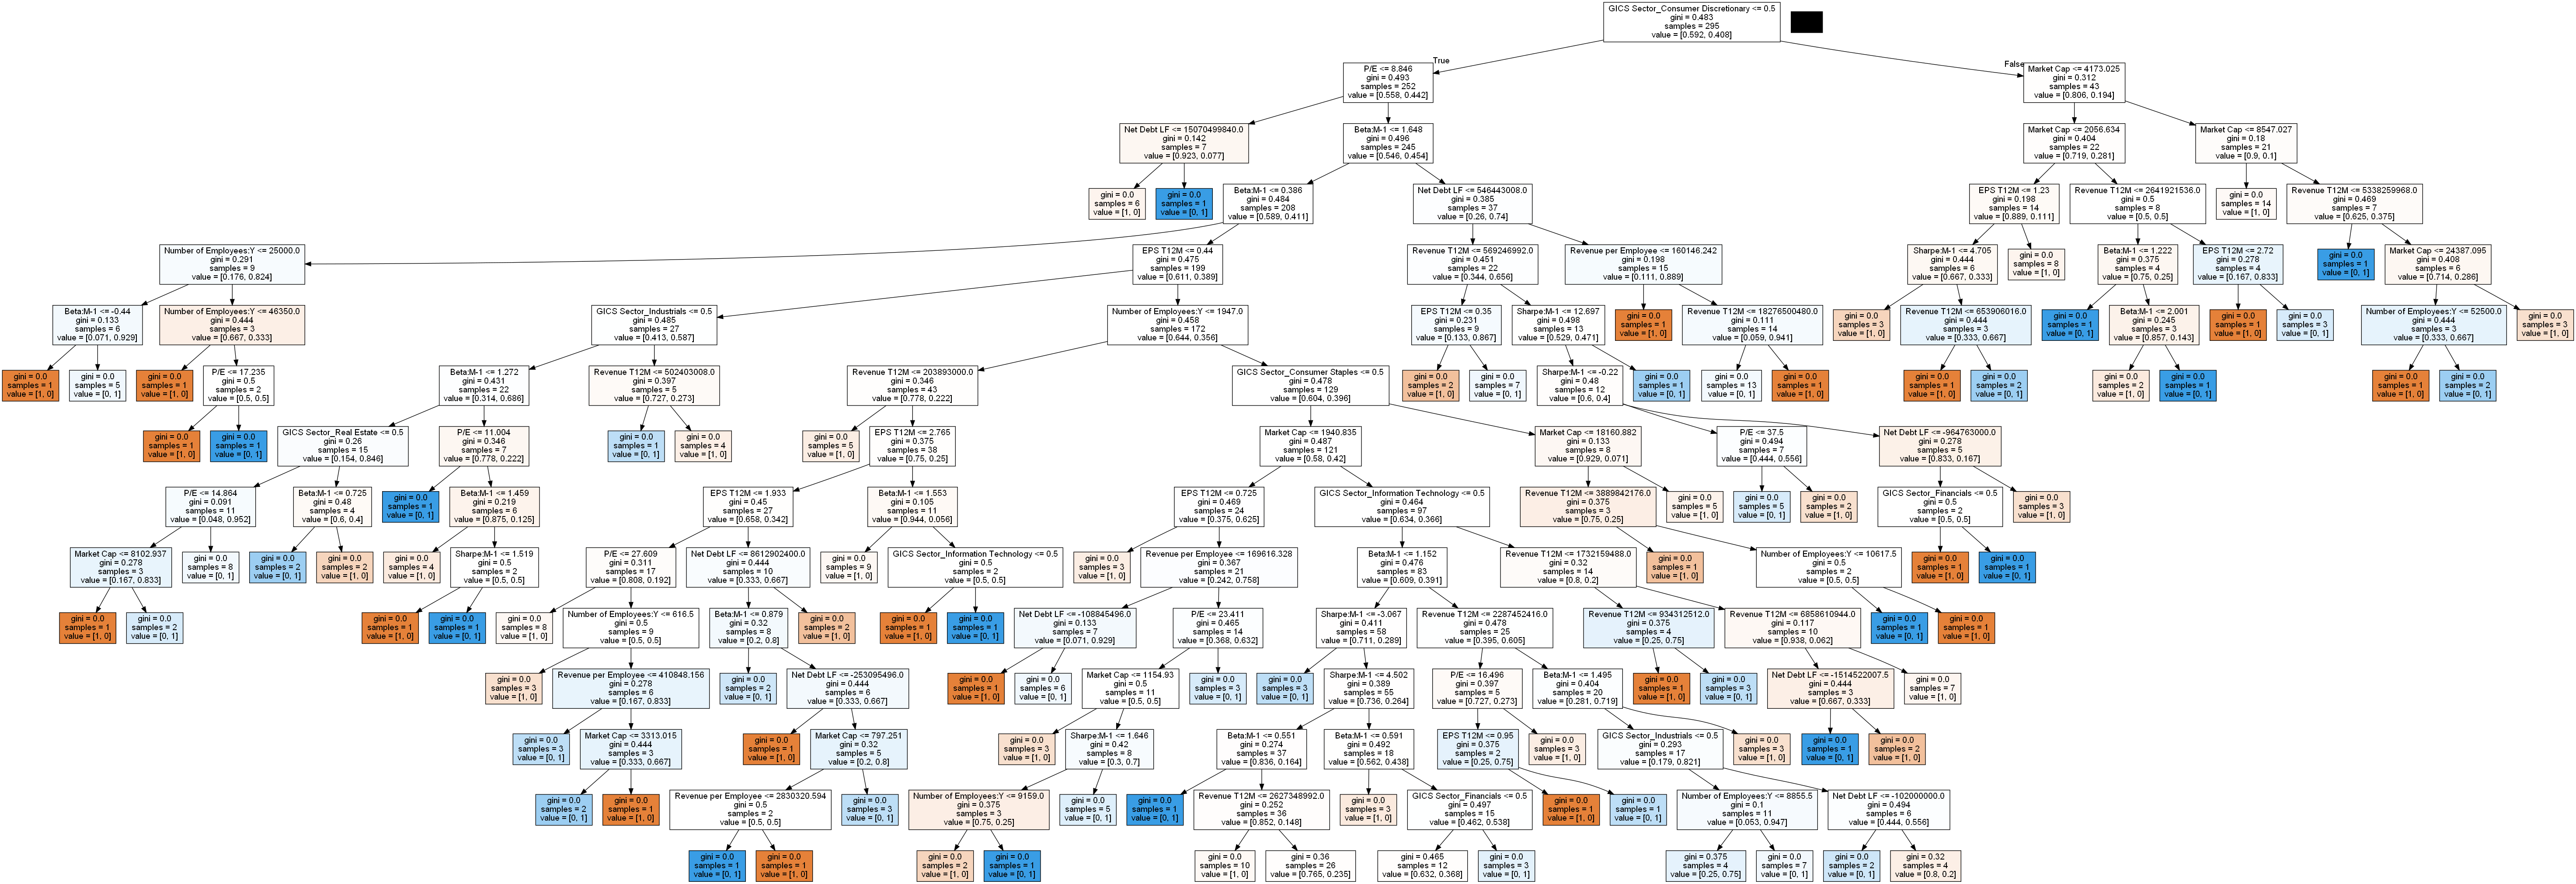 GICS Sector_Consumer Discretionary <= 0.5
gini = 0.483
samples = 295
value = [0.592, 0.408]
True
False
P/E <= 8.846
gini = 0.493
samples = 252
value = [0.558, 0.442]
Market Cap <= 4173.025
gini = 0.312
samples = 43
value = [0.806, 0.194]
Net Debt LF <= 15070499840.0
gini = 0.142
samples = 7
value = [0.923, 0.077]
Beta:M-1 <= 1.648
gini = 0.496
samples = 245
value = [0.546, 0.454]
Market Cap <= 2056.634
gini = 0.404
samples = 22
value = [0.719, 0.281]
Market Cap <= 8547.027
gini = 0.18
samples = 21
value = [0.9, 0.1]
gini = 0.0
samples = 6
value = [1, 0]
gini = 0.0
samples = 1
value = [0, 1]
Beta:M-1 <= 0.386
gini = 0.484
samples = 208
value = [0.589, 0.411]
Net Debt LF <= 546443008.0
gini = 0.385
samples = 37
value = [0.26, 0.74]
EPS T12M <= 1.23
gini = 0.198
samples = 14
value = [0.889, 0.111]
Revenue T12M <= 2641921536.0
gini = 0.5
samples = 8
value = [0.5, 0.5]
gini = 0.0
samples = 14
value = [1, 0]
Revenue T12M <= 5338259968.0
gini = 0.469
samples = 7
value = [0.625, 0.375]
Number of Employees:Y <= 25000.0
gini = 0.291
samples = 9
value = [0.176, 0.824]
EPS T12M <= 0.44
gini = 0.475
samples = 199
value = [0.611, 0.389]
Revenue T12M <= 569246992.0
gini = 0.451
samples = 22
value = [0.344, 0.656]
Revenue per Employee <= 160146.242
gini = 0.198
samples = 15
value = [0.111, 0.889]
Sharpe:M-1 <= 4.705
gini = 0.444
samples = 6
value = [0.667, 0.333]
gini = 0.0
samples = 8
value = [1, 0]
Beta:M-1 <= 1.222
gini = 0.375
samples = 4
value = [0.75, 0.25]
EPS T12M <= 2.72
gini = 0.278
samples = 4
value = [0.167, 0.833]
gini = 0.0
samples = 1
value = [0, 1]
Market Cap <= 24387.095
gini = 0.408
samples = 6
value = [0.714, 0.286]
Beta:M-1 <= -0.44
gini = 0.133
samples = 6
value = [0.071, 0.929]
Number of Employees:Y <= 46350.0
gini = 0.444
samples = 3
value = [0.667, 0.333]
GICS Sector_Industrials <= 0.5
gini = 0.485
samples = 27
value = [0.413, 0.587]
Number of Employees:Y <= 1947.0
gini = 0.458
samples = 172
value = [0.644, 0.356]
EPS T12M <= 0.35
gini = 0.231
samples = 9
value = [0.133, 0.867]
Sharpe:M-1 <= 12.697
gini = 0.498
samples = 13
value = [0.529, 0.471]
gini = 0.0
samples = 1
value = [1, 0]
Revenue T12M <= 18276500480.0
gini = 0.111
samples = 14
value = [0.059, 0.941]
gini = 0.0
samples = 3
value = [1, 0]
Revenue T12M <= 653906016.0
gini = 0.444
samples = 3
value = [0.333, 0.667]
gini = 0.0
samples = 1
value = [0, 1]
Beta:M-1 <= 2.001
gini = 0.245
samples = 3
value = [0.857, 0.143]
gini = 0.0
samples = 1
value = [1, 0]
gini = 0.0
samples = 3
value = [0, 1]
Number of Employees:Y <= 52500.0
gini = 0.444
samples = 3
value = [0.333, 0.667]
gini = 0.0
samples = 3
value = [1, 0]
gini = 0.0
samples = 1
value = [1, 0]
gini = 0.0
samples = 5
value = [0, 1]
gini = 0.0
samples = 1
value = [1, 0]
P/E <= 17.235
gini = 0.5
samples = 2
value = [0.5, 0.5]
Beta:M-1 <= 1.272
gini = 0.431
samples = 22
value = [0.314, 0.686]
Revenue T12M <= 502403008.0
gini = 0.397
samples = 5
value = [0.727, 0.273]
Revenue T12M <= 203893000.0
gini = 0.346
samples = 43
value = [0.778, 0.222]
GICS Sector_Consumer Staples <= 0.5
gini = 0.478
samples = 129
value = [0.604, 0.396]
gini = 0.0
samples = 2
value = [1, 0]
gini = 0.0
samples = 7
value = [0, 1]
Sharpe:M-1 <= -0.22
gini = 0.48
samples = 12
value = [0.6, 0.4]
gini = 0.0
samples = 1
value = [0, 1]
gini = 0.0
samples = 13
value = [0, 1]
gini = 0.0
samples = 1
value = [1, 0]
gini = 0.0
samples = 1
value = [1, 0]
gini = 0.0
samples = 2
value = [0, 1]
gini = 0.0
samples = 2
value = [1, 0]
gini = 0.0
samples = 1
value = [0, 1]
gini = 0.0
samples = 1
value = [1, 0]
gini = 0.0
samples = 2
value = [0, 1]
gini = 0.0
samples = 1
value = [1, 0]
gini = 0.0
samples = 1
value = [0, 1]
GICS Sector_Real Estate <= 0.5
gini = 0.26
samples = 15
value = [0.154, 0.846]
P/E <= 11.004
gini = 0.346
samples = 7
value = [0.778, 0.222]
gini = 0.0
samples = 1
value = [0, 1]
gini = 0.0
samples = 4
value = [1, 0]
gini = 0.0
samples = 5
value = [1, 0]
EPS T12M <= 2.765
gini = 0.375
samples = 38
value = [0.75, 0.25]
Market Cap <= 1940.835
gini = 0.487
samples = 121
value = [0.58, 0.42]
Market Cap <= 18160.882
gini = 0.133
samples = 8
value = [0.929, 0.071]
P/E <= 37.5
gini = 0.494
samples = 7
value = [0.444, 0.556]
Net Debt LF <= -964763000.0
gini = 0.278
samples = 5
value = [0.833, 0.167]
P/E <= 14.864
gini = 0.091
samples = 11
value = [0.048, 0.952]
Beta:M-1 <= 0.725
gini = 0.48
samples = 4
value = [0.6, 0.4]
gini = 0.0
samples = 1
value = [0, 1]
Beta:M-1 <= 1.459
gini = 0.219
samples = 6
value = [0.875, 0.125]
EPS T12M <= 1.933
gini = 0.45
samples = 27
value = [0.658, 0.342]
Beta:M-1 <= 1.553
gini = 0.105
samples = 11
value = [0.944, 0.056]
EPS T12M <= 0.725
gini = 0.469
samples = 24
value = [0.375, 0.625]
GICS Sector_Information Technology <= 0.5
gini = 0.464
samples = 97
value = [0.634, 0.366]
Revenue T12M <= 3889842176.0
gini = 0.375
samples = 3
value = [0.75, 0.25]
gini = 0.0
samples = 5
value = [1, 0]
gini = 0.0
samples = 5
value = [0, 1]
gini = 0.0
samples = 2
value = [1, 0]
GICS Sector_Financials <= 0.5
gini = 0.5
samples = 2
value = [0.5, 0.5]
gini = 0.0
samples = 3
value = [1, 0]
Market Cap <= 8102.937
gini = 0.278
samples = 3
value = [0.167, 0.833]
gini = 0.0
samples = 8
value = [0, 1]
gini = 0.0
samples = 2
value = [0, 1]
gini = 0.0
samples = 2
value = [1, 0]
gini = 0.0
samples = 4
value = [1, 0]
Sharpe:M-1 <= 1.519
gini = 0.5
samples = 2
value = [0.5, 0.5]
P/E <= 27.609
gini = 0.311
samples = 17
value = [0.808, 0.192]
Net Debt LF <= 8612902400.0
gini = 0.444
samples = 10
value = [0.333, 0.667]
gini = 0.0
samples = 9
value = [1, 0]
GICS Sector_Information Technology <= 0.5
gini = 0.5
samples = 2
value = [0.5, 0.5]
gini = 0.0
samples = 3
value = [1, 0]
Revenue per Employee <= 169616.328
gini = 0.367
samples = 21
value = [0.242, 0.758]
Beta:M-1 <= 1.152
gini = 0.476
samples = 83
value = [0.609, 0.391]
Revenue T12M <= 1732159488.0
gini = 0.32
samples = 14
value = [0.8, 0.2]
gini = 0.0
samples = 1
value = [1, 0]
Number of Employees:Y <= 10617.5
gini = 0.5
samples = 2
value = [0.5, 0.5]
gini = 0.0
samples = 1
value = [1, 0]
gini = 0.0
samples = 1
value = [0, 1]
gini = 0.0
samples = 1
value = [1, 0]
gini = 0.0
samples = 2
value = [0, 1]
gini = 0.0
samples = 1
value = [1, 0]
gini = 0.0
samples = 1
value = [0, 1]
gini = 0.0
samples = 8
value = [1, 0]
Number of Employees:Y <= 616.5
gini = 0.5
samples = 9
value = [0.5, 0.5]
Beta:M-1 <= 0.879
gini = 0.32
samples = 8
value = [0.2, 0.8]
gini = 0.0
samples = 2
value = [1, 0]
gini = 0.0
samples = 1
value = [1, 0]
gini = 0.0
samples = 1
value = [0, 1]
Net Debt LF <= -108845496.0
gini = 0.133
samples = 7
value = [0.071, 0.929]
P/E <= 23.411
gini = 0.465
samples = 14
value = [0.368, 0.632]
Sharpe:M-1 <= -3.067
gini = 0.411
samples = 58
value = [0.711, 0.289]
Revenue T12M <= 2287452416.0
gini = 0.478
samples = 25
value = [0.395, 0.605]
Revenue T12M <= 934312512.0
gini = 0.375
samples = 4
value = [0.25, 0.75]
Revenue T12M <= 6858610944.0
gini = 0.117
samples = 10
value = [0.938, 0.062]
gini = 0.0
samples = 1
value = [0, 1]
gini = 0.0
samples = 1
value = [1, 0]
gini = 0.0
samples = 3
value = [1, 0]
Revenue per Employee <= 410848.156
gini = 0.278
samples = 6
value = [0.167, 0.833]
gini = 0.0
samples = 2
value = [0, 1]
Net Debt LF <= -253095496.0
gini = 0.444
samples = 6
value = [0.333, 0.667]
gini = 0.0
samples = 1
value = [1, 0]
gini = 0.0
samples = 6
value = [0, 1]
Market Cap <= 1154.93
gini = 0.5
samples = 11
value = [0.5, 0.5]
gini = 0.0
samples = 3
value = [0, 1]
gini = 0.0
samples = 3
value = [0, 1]
Sharpe:M-1 <= 4.502
gini = 0.389
samples = 55
value = [0.736, 0.264]
P/E <= 16.496
gini = 0.397
samples = 5
value = [0.727, 0.273]
Beta:M-1 <= 1.495
gini = 0.404
samples = 20
value = [0.281, 0.719]
gini = 0.0
samples = 1
value = [1, 0]
gini = 0.0
samples = 3
value = [0, 1]
Net Debt LF <= -1514522007.5
gini = 0.444
samples = 3
value = [0.667, 0.333]
gini = 0.0
samples = 7
value = [1, 0]
gini = 0.0
samples = 3
value = [0, 1]
Market Cap <= 3313.015
gini = 0.444
samples = 3
value = [0.333, 0.667]
gini = 0.0
samples = 1
value = [1, 0]
Market Cap <= 797.251
gini = 0.32
samples = 5
value = [0.2, 0.8]
gini = 0.0
samples = 3
value = [1, 0]
Sharpe:M-1 <= 1.646
gini = 0.42
samples = 8
value = [0.3, 0.7]
Beta:M-1 <= 0.551
gini = 0.274
samples = 37
value = [0.836, 0.164]
Beta:M-1 <= 0.591
gini = 0.492
samples = 18
value = [0.562, 0.438]
EPS T12M <= 0.95
gini = 0.375
samples = 2
value = [0.25, 0.75]
gini = 0.0
samples = 3
value = [1, 0]
GICS Sector_Industrials <= 0.5
gini = 0.293
samples = 17
value = [0.179, 0.821]
gini = 0.0
samples = 3
value = [1, 0]
gini = 0.0
samples = 1
value = [0, 1]
gini = 0.0
samples = 2
value = [1, 0]
gini = 0.0
samples = 2
value = [0, 1]
gini = 0.0
samples = 1
value = [1, 0]
Revenue per Employee <= 2830320.594
gini = 0.5
samples = 2
value = [0.5, 0.5]
gini = 0.0
samples = 3
value = [0, 1]
Number of Employees:Y <= 9159.0
gini = 0.375
samples = 3
value = [0.75, 0.25]
gini = 0.0
samples = 5
value = [0, 1]
gini = 0.0
samples = 1
value = [0, 1]
Revenue T12M <= 2627348992.0
gini = 0.252
samples = 36
value = [0.852, 0.148]
gini = 0.0
samples = 3
value = [1, 0]
GICS Sector_Financials <= 0.5
gini = 0.497
samples = 15
value = [0.462, 0.538]
gini = 0.0
samples = 1
value = [1, 0]
gini = 0.0
samples = 1
value = [0, 1]
Number of Employees:Y <= 8855.5
gini = 0.1
samples = 11
value = [0.053, 0.947]
Net Debt LF <= -102000000.0
gini = 0.494
samples = 6
value = [0.444, 0.556]
gini = 0.0
samples = 1
value = [0, 1]
gini = 0.0
samples = 1
value = [1, 0]
gini = 0.0
samples = 2
value = [1, 0]
gini = 0.0
samples = 1
value = [0, 1]
gini = 0.0
samples = 10
value = [1, 0]
gini = 0.36
samples = 26
value = [0.765, 0.235]
gini = 0.465
samples = 12
value = [0.632, 0.368]
gini = 0.0
samples = 3
value = [0, 1]
gini = 0.375
samples = 4
value = [0.25, 0.75]
gini = 0.0
samples = 7
value = [0, 1]
gini = 0.0
samples = 2
value = [0, 1]
gini = 0.32
samples = 4
value = [0.8, 0.2]